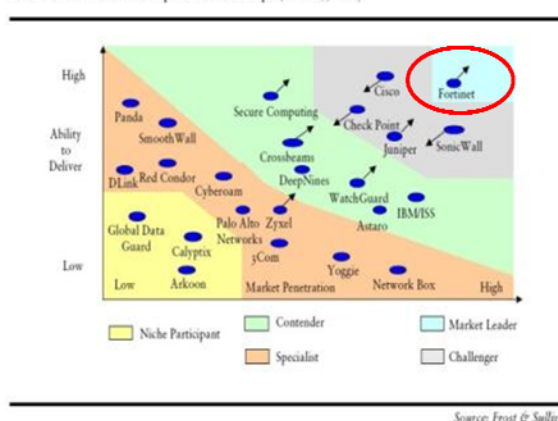 High
Ability
to
Deliver
Low
Panda
SmoothWall
DLink
Red Condor
Cyberoam
Secure Computing
Crossbeams
DeepNines
Cisco
Check Point
Juniper
Fortinet
SonicWall
WatchGuard
IBM/ISS
Astaro
Global Data
Guard
Calyptix
Arkoon
Palo Alto
Networks
Zyxel
3Com
Yoggie
Network Box
Low
Market Penetration
High
Niche Participant
Contender
Specialist
Market Leader
Challenger
Source: Frost &